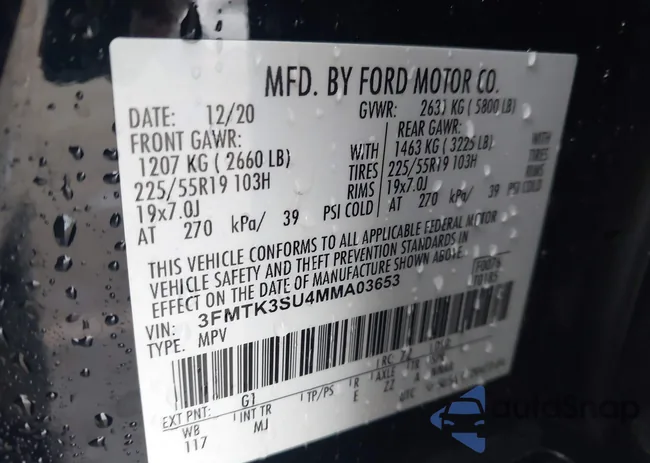 MFD. BY FORD MOTOR CO.
DATE: 12/20 GVWR: 2631 KG ( 5800 LB)
FRONT GAWR: REAR GAWR:
1207 KG ( 2660 LB) WITH 1463 KG ( 3225 LB) WITH
225/55R19 103H TIRES 225/55R19 103H TIRES
19x7.0J RIMS 19x7.0J RIMS
AT 270 kPa/ 39 PSI COLD AT 270 kPa/ 39 PSI COLD
THIS VEHICLE CONFORMS TO ALL APPLICABLE FEDERAL MOTOR
VEHICLE SAFETY AND THEFT PREVENTION STANDARDS IN
EFFECT ON THE DATE OF MANUFACTURE SHOWN ABOVE.
VIN: 3FMTK3SU4MMA03653
TYPE: MPV
EXT PNT: G1 RC: ZZ
WB INT TR TP/PS R AXLE TR
117 MJ E ZZ A
UTC
autoSnap